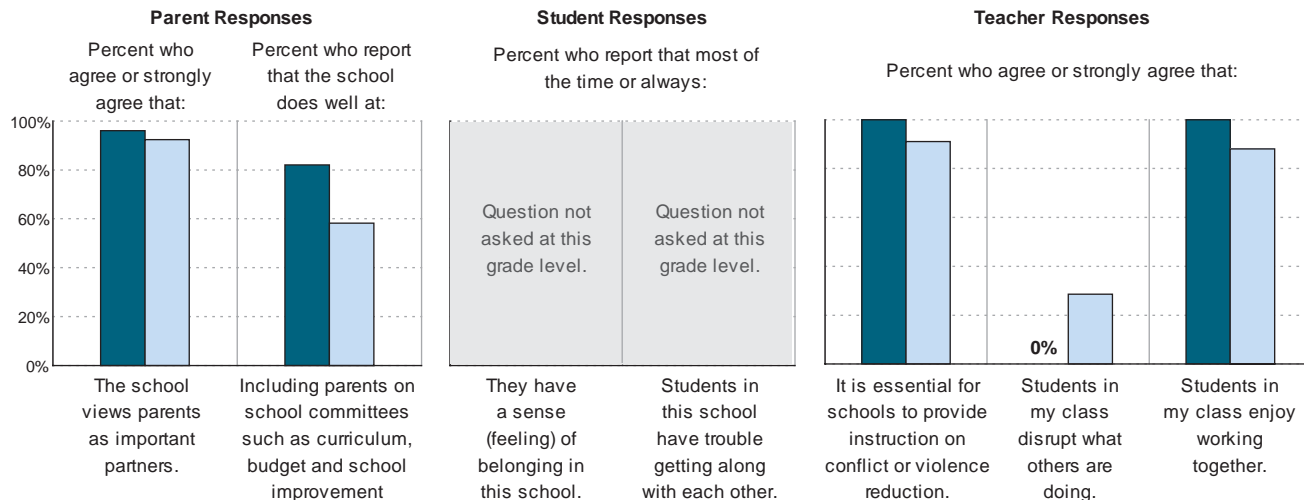 Parent Responses
Student Responses
Teacher Responses
Percent who
agree or strongly
agree that:
Percent who report
that the school
does well at:
Percent who report that most of
the time or always:
Percent who agree or strongly agree that:
100%
80%
60%
40%
20%
0%
Question not
asked at this
grade level.
Question not
asked at this
grade level.
0%
The school
views parents
as important
partners.
Including parents on
school committees
such as curriculum,
budget and school
improvement
They have
a sense
(feeling) of
belonging in
this school.
Students in
this school
have trouble
getting along
with each other.
It is essential for
schools to provide
instruction on
conflict or violence
reduction.
Students in
my class
disrupt what
others are
doing.
Students in
my class enjoy
working
together.